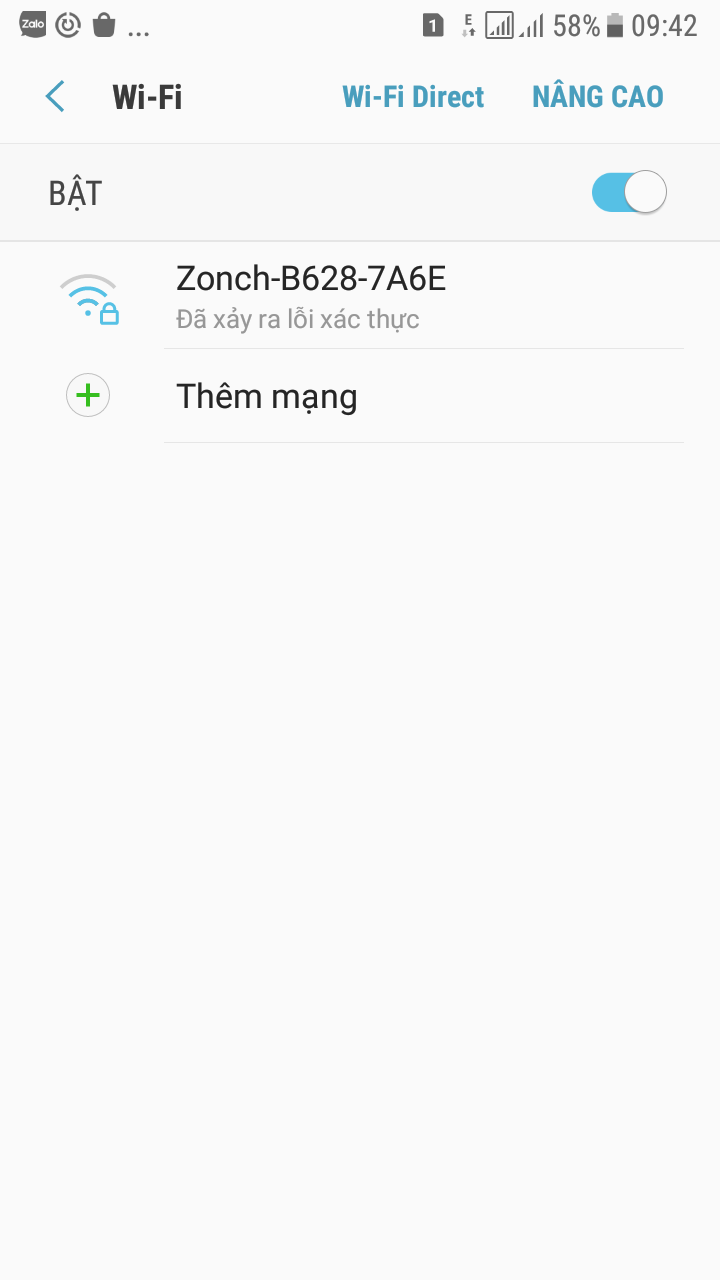 Zalo ... 1 E 58% 09:42
Wi-Fi Wi-Fi Direct NÂNG CAO
BẬT
Zonch-B628-7A6E
Đã xảy ra lỗi xác thực
Thêm mạng